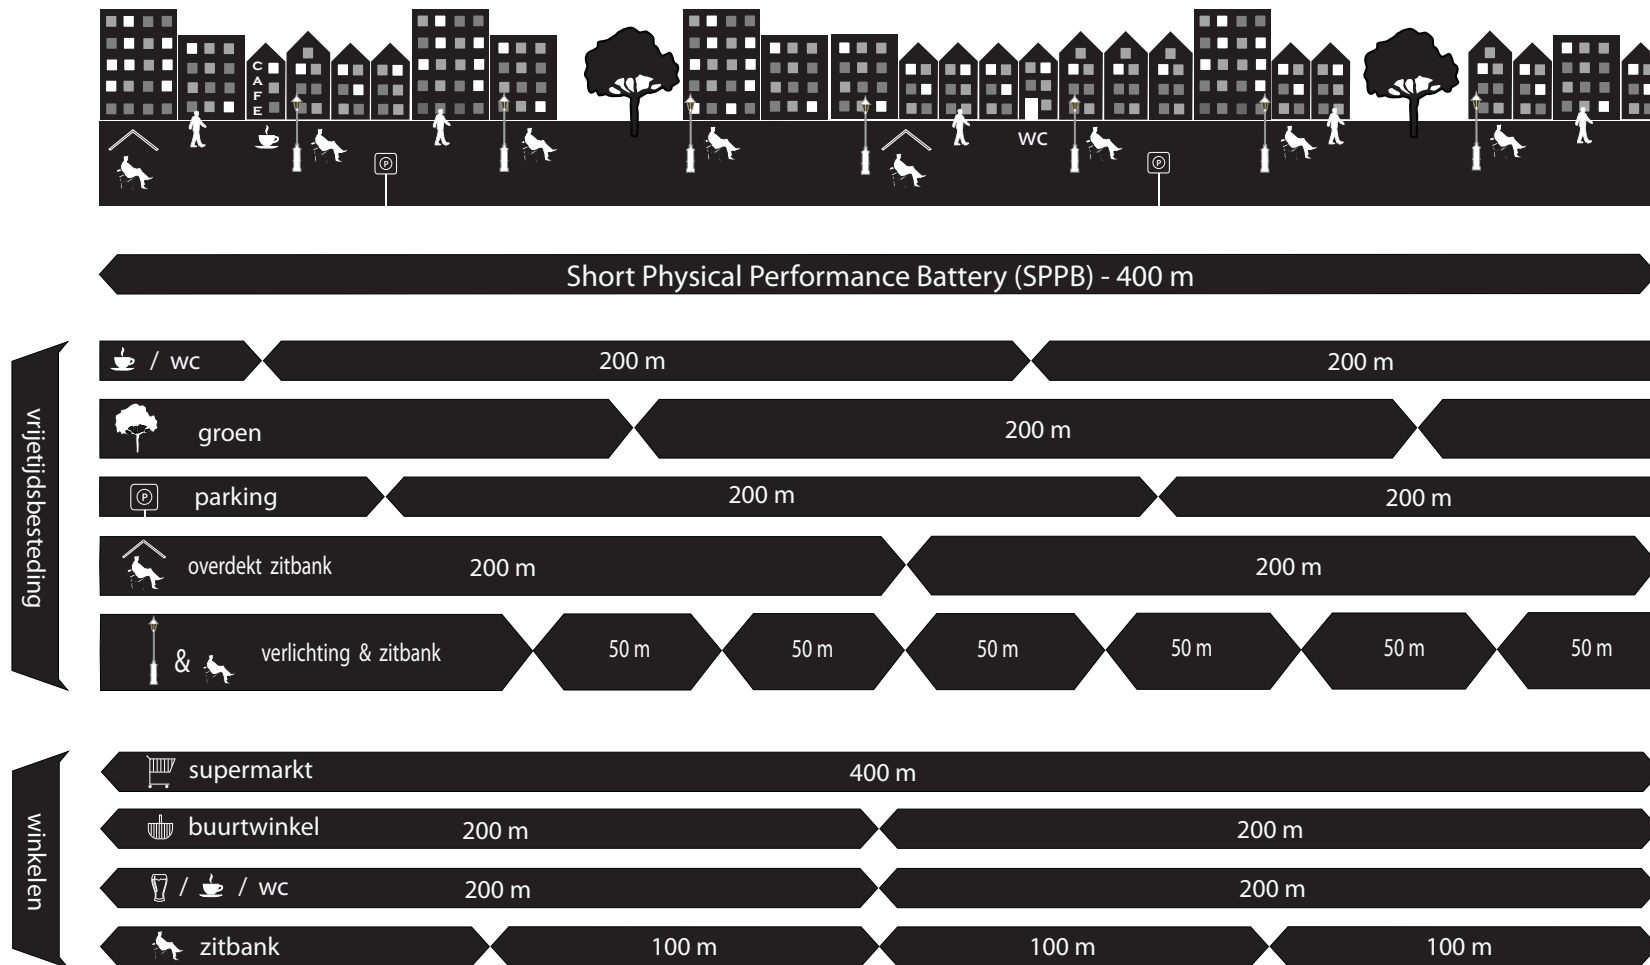 CAFE
P
wc
P
Short Physical Performance Battery (SPPB) - 400 m
vrijetijdsbesteding
/ wc 200 m 200 m
groen 200 m
P parking 200 m 200 m
overdekt zitbank 200 m 200 m
& verlichting & zitbank 50 m 50 m 50 m 50 m 50 m 50 m
winkelen
supermarkt 400 m
buurtwinkel 200 m 200 m
/ / wc 200 m 200 m
zitbank 100 m 100 m 100 m